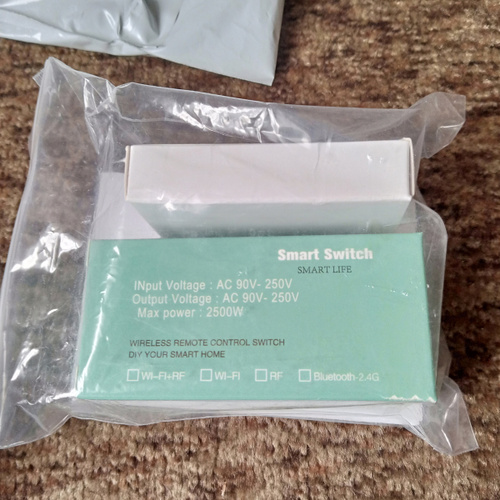 Smart Switch
SMART LIFE
INput Voltage : AC 90V- 250V
Output Voltage : AC 90V- 250V
Max power : 2500W
WIRELESS REMOTE CONTROL SWITCH
DIY YOUR SMART HOME
WI-FI+RF WI-FI RF Bluetooth-2.4G